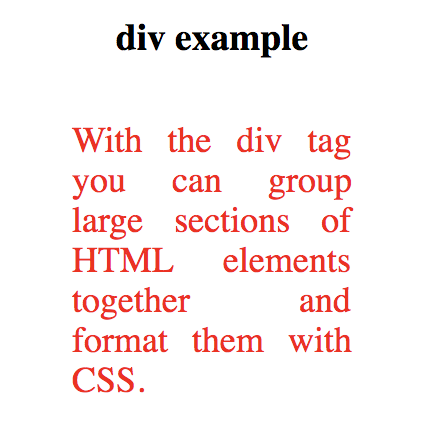 div example
With the div tag
you can group
large sections of
HTML elements
together and
format them with
CSS.